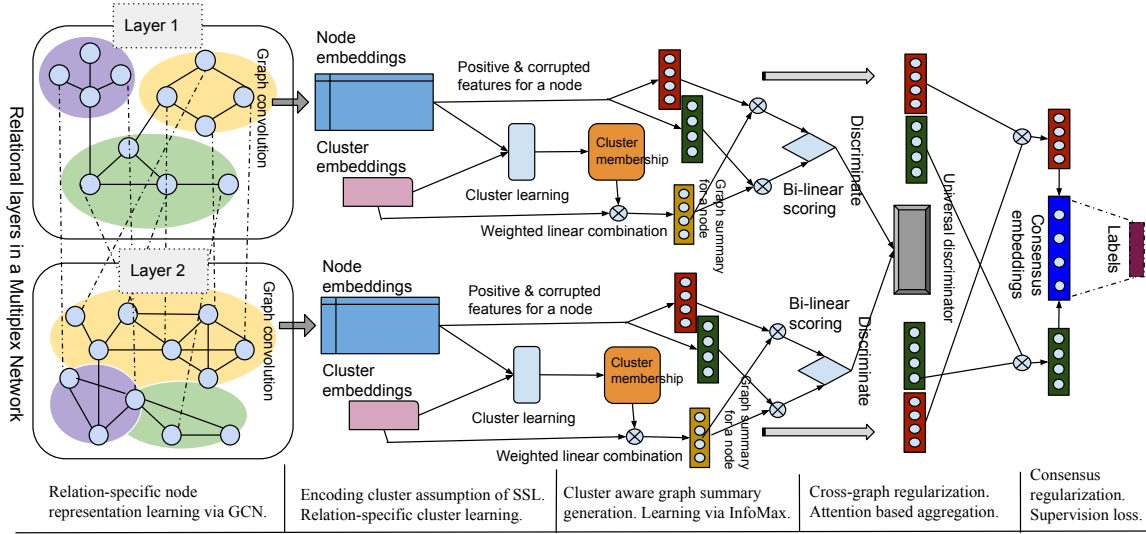 Relational layers in a Multiplex Network
Layer 1
Graph convolution
Node
embeddings
Positive & corrupted
features for a node
Cluster
embeddings
Cluster learning
Cluster
membership
Weighted linear combination
Graph summary
for a node
Bi-linear
scoring
Discriminate
Universal discriminator
Consensus
embeddings
Labels
Layer 2
Graph convolution
Node
embeddings
Positive & corrupted
features for a node
Cluster
embeddings
Cluster learning
Cluster
membership
Weighted linear combination
Graph summary
for a node
Bi-linear
scoring
Discriminate
Relation-specific node
representation learning via GCN.
Encoding cluster assumption of SSL.
Relation-specific cluster learning.
Cluster aware graph summary
generation. Learning via InfoMax.
Cross-graph regularization.
Attention based aggregation.
Consensus
regularization.
Supervision loss.